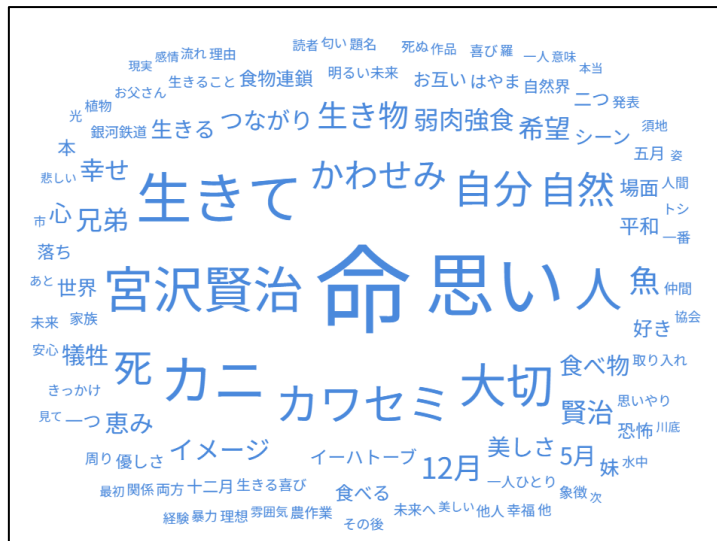 読者 匂い 題名 死ぬ 作品 喜び 羅 一人 意味
現実 感情 流れ 理由 本当
生きること 食物連鎖 明るい未来 お互い はやま 自然界
お父さん 二つ 発表
光 植物
銀河鉄道 生きる つながり 生き物 弱肉強食 希望 シーン 須地
本 五月 姿
悲しい 幸せ 生きて かわせみ 自分 自然 場面 人間
市 心 兄弟 平和 トシ
一番
落ち
あと 世界 宮沢賢治 命 思い 人 魚 仲間
未来 家族 好き 協会
安心 犠牲 死 カニ カワセミ 大切 食べ物 取り入れ
きっかけ 思いやり
見て 一つ 恵み 賢治 恐怖 川底
周り 優しさ イメージ イーハトーブ 12月 美しさ 5月 妹 水中
最初 関係 両方 十二月 生きる喜び 食べる 一人ひとり 象徴 次
経験 暴力 理想 雰囲気 農作業 その後 未来へ 美しい 他人 幸福 他